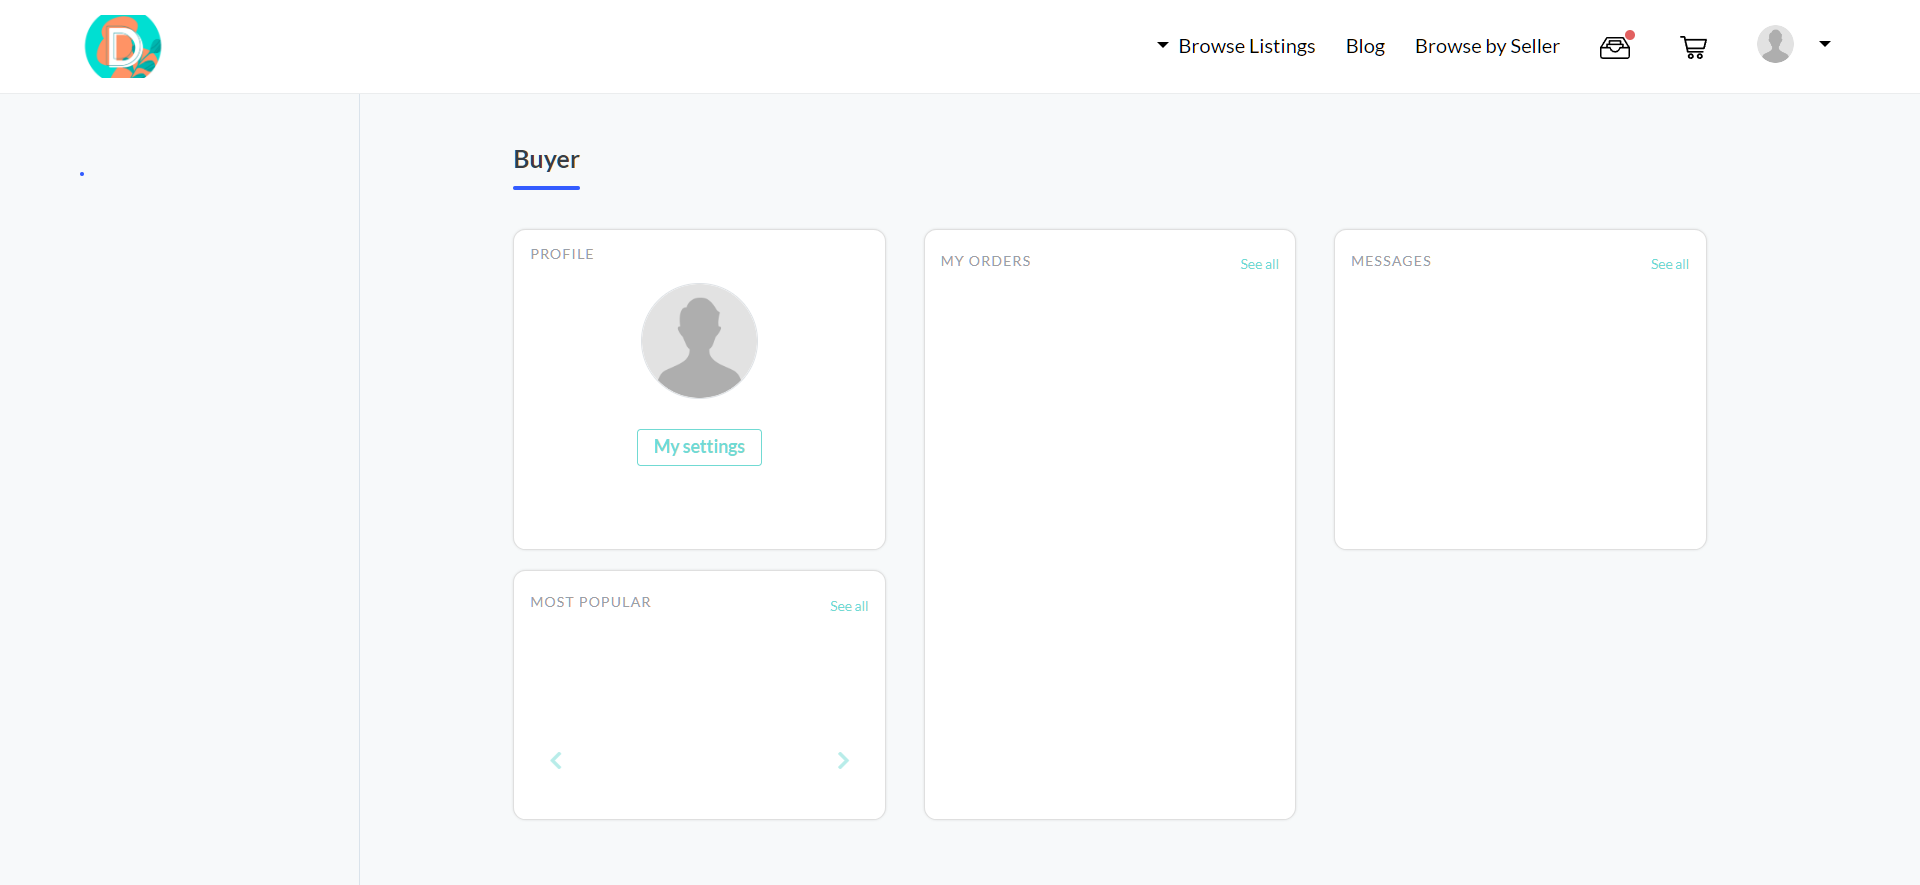 D
Browse Listings
Blog
Browse by Seller
Buyer
PROFILE
My settings
MY ORDERS
See all
MESSAGES
See all
MOST POPULAR
See all